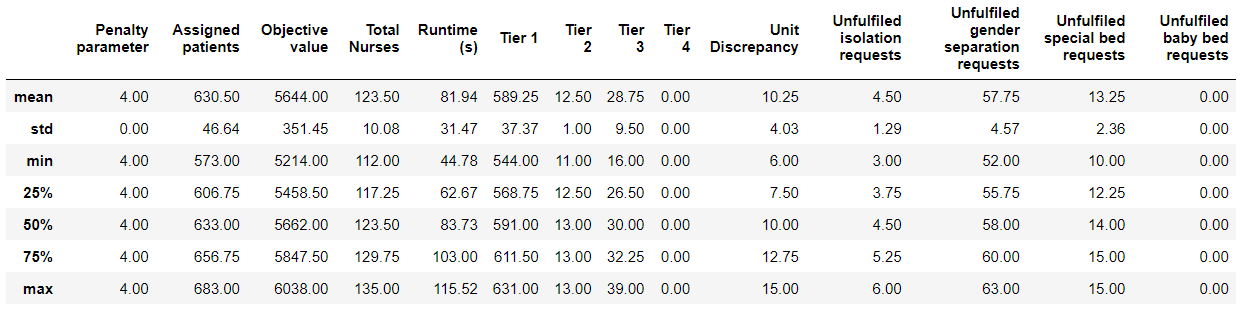 Penalty parameter Assigned patients Objective value Total Nurses Runtime (s) Tier 1 Tier 2 Tier 3 Tier 4 Unit Discrepancy Unfulfiled isolation requests Unfulfiled gender separation requests Unfulfiled special bed requests Unfulfiled baby bed requests
mean 4.00 630.50 5644.00 123.50 81.94 589.25 12.50 28.75 0.00 10.25 4.50 57.75 13.25 0.00
std 0.00 46.64 351.45 10.08 31.47 37.37 1.00 9.50 0.00 4.03 1.29 4.57 2.36 0.00
min 4.00 573.00 5214.00 112.00 44.78 544.00 11.00 16.00 0.00 6.00 3.00 52.00 10.00 0.00
25% 4.00 606.75 5458.50 117.25 62.67 568.75 12.50 26.50 0.00 7.50 3.75 55.75 12.25 0.00
50% 4.00 633.00 5662.00 123.50 83.73 591.00 13.00 30.00 0.00 10.00 4.50 58.00 14.00 0.00
75% 4.00 656.75 5847.50 129.75 103.00 611.50 13.00 32.25 0.00 12.75 5.25 60.00 15.00 0.00
max 4.00 683.00 6038.00 135.00 115.52 631.00 13.00 39.00 0.00 15.00 6.00 63.00 15.00 0.00